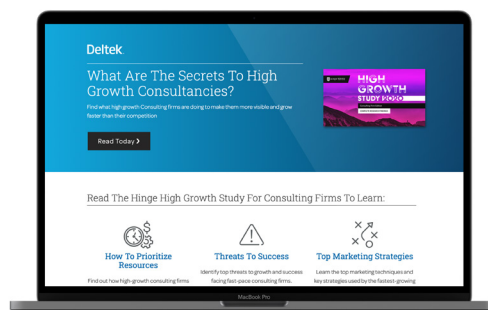 Deltek
What Are The Secrets To High
Growth Consultancies?
Find what high growth Consulting firms are doing to make them more visible and grow
faster than their competition
Read Today ❯
HIGH
GROWTH
STUDY 2020
Read The Hinge High Growth Study For Consulting Firms To Learn:
How To Prioritize
Resources
Find out how high-growth consulting firms
Threats To Success
Identify top threats to growth and success
facing fast-pace consulting firms.
Top Marketing Strategies
Learn the top marketing techniques and
key strategies used by the fastest-growing
MacBook Pro